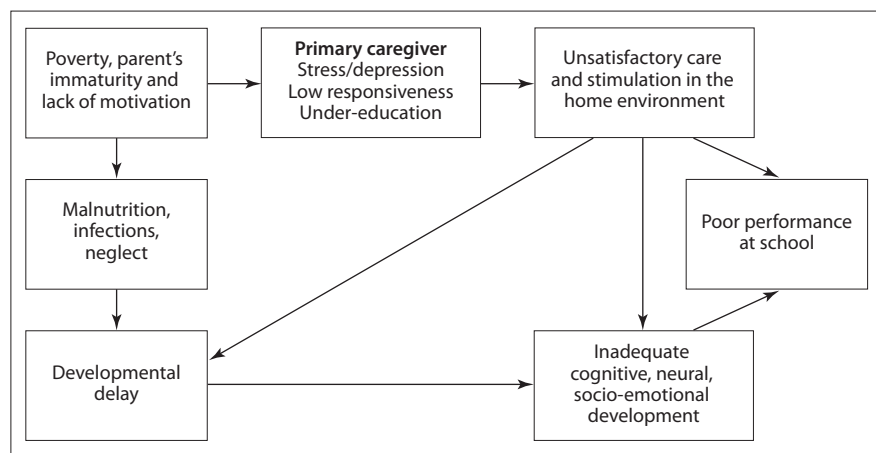 Poverty, parent's
immaturity and
lack of motivation
Primary caregiver
Stress/depression
Low responsiveness
Under-education
Unsatisfactory care
and stimulation in the
home environment
Malnutrition,
infections,
neglect
Poor performance
at school
Developmental
delay
Inadequate
cognitive, neural,
socio-emotional
development